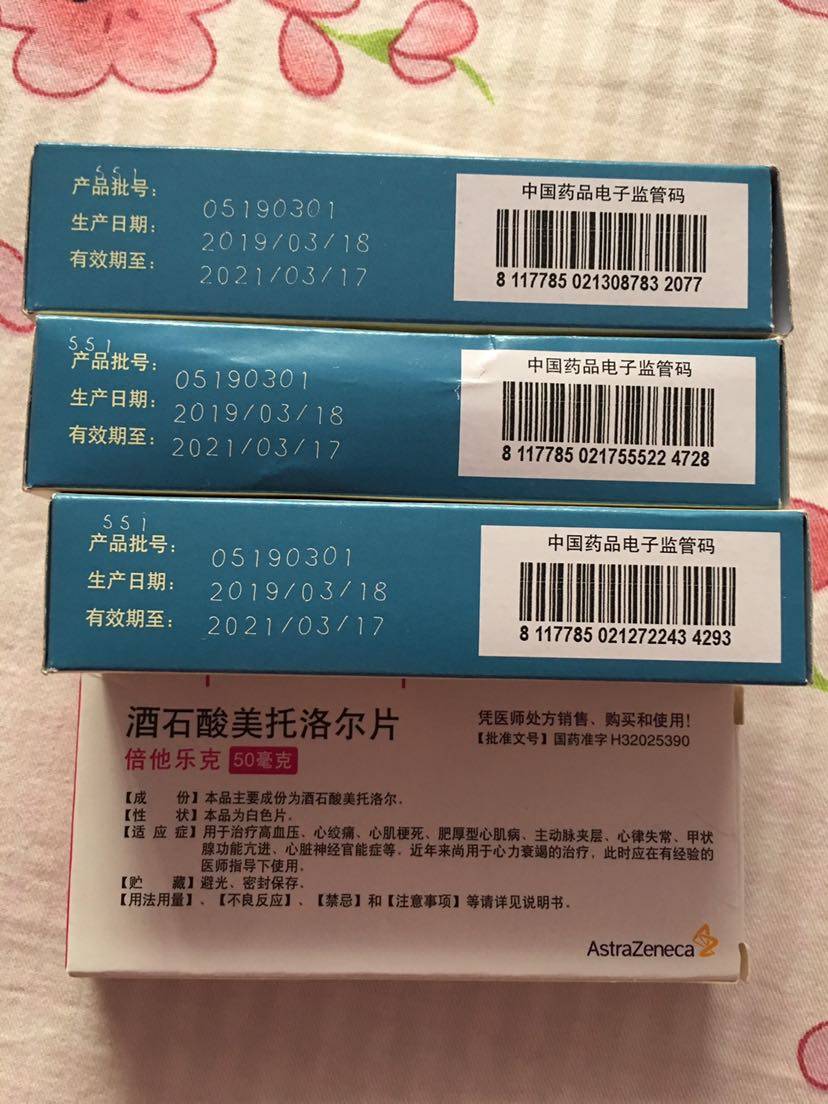 551
产品批号: 05190301
生产日期: 2019/03/18
有效期至: 2021/03/17
中国药品电子监管码
8 117785 021308783 2077
551
产品批号: 05190301
生产日期: 2019/03/18
有效期至: 2021/03/17
中国药品电子监管码
8 117785 021755522 4728
551
产品批号: 05190301
生产日期: 2019/03/18
有效期至: 2021/03/17
中国药品电子监管码
8 117785 021272243 4293
酒石酸美托洛尔片
倍他乐克 50毫克
凭医师处方销售、购买和使用!
【批准文号】国药准字H32025390
【成 份】本品主要成份为酒石酸美托洛尔。
【性 状】本品为白色片。
【适 应 症】用于治疗高血压、心绞痛、心肌梗死、肥厚型心肌病、主动脉夹层、心律失常、甲状
腺功能亢进、心脏神经官能症等。近年来尚用于心力衰竭的治疗，此时应在有经验的
医师指导下使用。
【贮 藏】避光、密封保存。
【用法用量】、【不良反应】、【禁忌】和【注意事项】等请详见说明书。
AstraZeneca